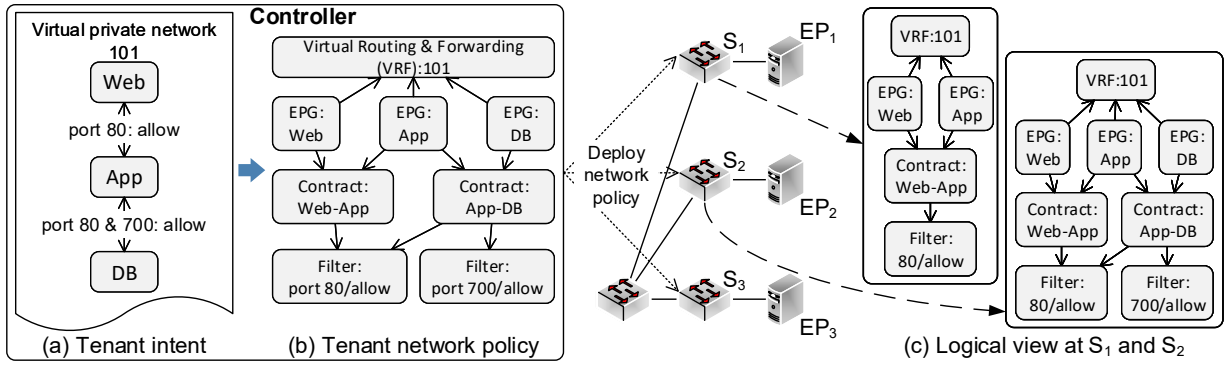 Controller
Virtual private network
101
Web
port 80: allow
App
port 80 & 700: allow
DB
(a) Tenant intent
Virtual Routing & Forwarding
(VRF):101
EPG:
Web
EPG:
App
EPG:
DB
Contract:
Web-App
Contract:
App-DB
Filter:
port 80/allow
Filter:
port 700/allow
(b) Tenant network policy
Deploy
network
policy
S1
EP1
S2
EP2
S3
EP3
VRF:101
EPG:
Web
EPG:
App
Contract:
Web-App
Filter:
80/allow
VRF:101
EPG:
Web
EPG:
App
EPG:
DB
Contract:
Web-App
Contract:
App-DB
Filter:
80/allow
Filter:
700/allow
(c) Logical view at S1 and S2